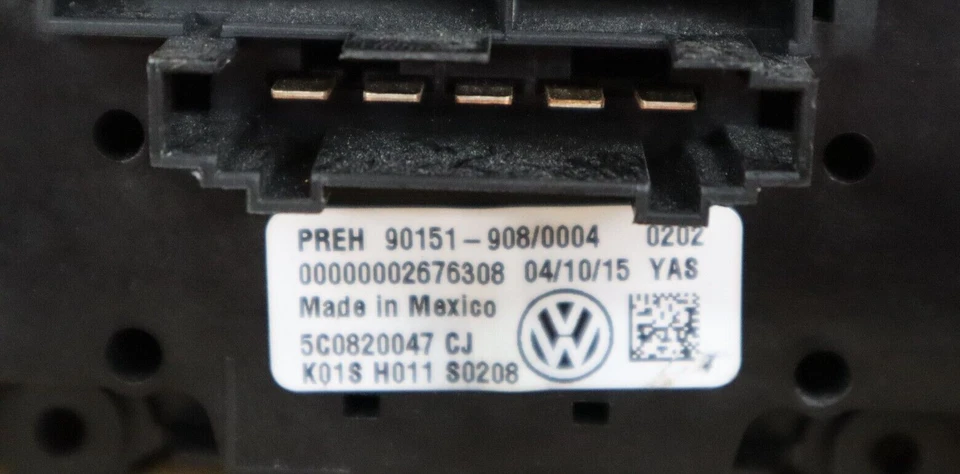 PREH 90151-908/0004 0202
00000002676308 04/10/15 YAS
Made in Mexico
5C0820047 CJ
K01S H011 S0208